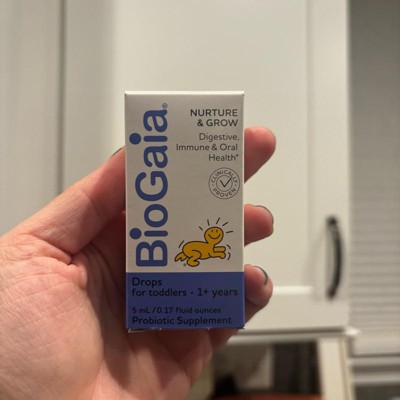 BioGaia®
NURTURE
& GROW
Digestive,
Immune & Oral
Health*
CLINICALLY
PROVEN
Drops
for toddlers - 1+ years
5 mL / 0.17 fluid ounces
Probiotic Supplement